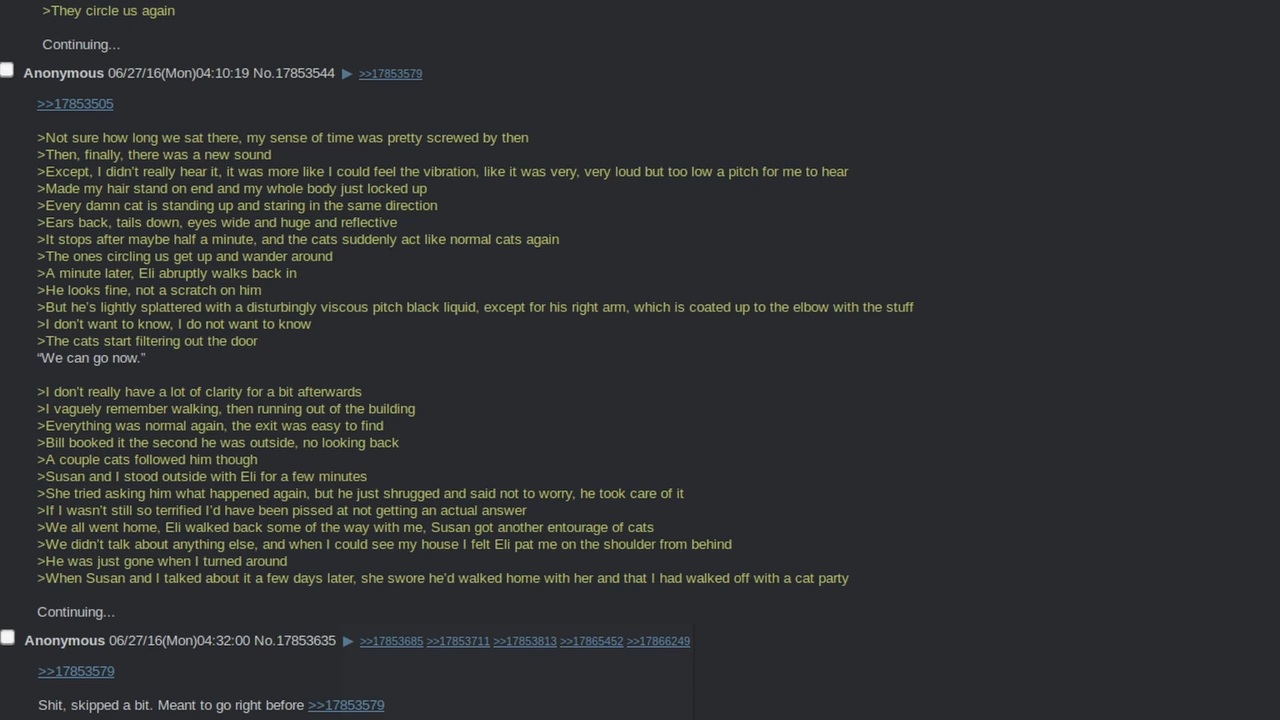 >They circle us again
Continuing...
Anonymous 06/27/16(Mon)04:10:19 No.17853544 ▶ >>17853579
>>17853505
>Not sure how long we sat there, my sense of time was pretty screwed by then
>Then, finally, there was a new sound
>Except, I didn’t really hear it, it was more like I could feel the vibration, like it was very, very loud but too low a pitch for me to hear
>Made my hair stand on end and my whole body just locked up
>Every damn cat is standing up and staring in the same direction
>Ears back, tails down, eyes wide and huge and reflective
>It stops after maybe half a minute, and the cats suddenly act like normal cats again
>The ones circling us get up and wander around
>A minute later, Eli abruptly walks back in
>He looks fine, not a scratch on him
>But he’s lightly splattered with a disturbingly viscous pitch black liquid, except for his right arm, which is coated up to the elbow with the stuff
>I don’t want to know, I do not want to know
>The cats start filtering out the door
“We can go now.”
>I don’t really have a lot of clarity for a bit afterwards
>I vaguely remember walking, then running out of the building
>Everything was normal again, the exit was easy to find
>Bill booked it the second he was outside, no looking back
>A couple cats followed him though
>Susan and I stood outside with Eli for a few minutes
>She tried asking him what happened again, but he just shrugged and said not to worry, he took care of it
>If I wasn’t still so terrified I’d have been pissed at not getting an actual answer
>We all went home, Eli walked back some of the way with me, Susan got another entourage of cats
>We didn’t talk about anything else, and when I could see my house I felt Eli pat me on the shoulder from behind
>He was just gone when I turned around
>When Susan and I talked about it a few days later, she swore he’d walked home with her and that I had walked off with a cat party
Continuing...
Anonymous 06/27/16(Mon)04:32:00 No.17853635 ▶ >>17853685 >>17853711 >>17853813 >>17865452 >>17866249
>>17853579
Shit, skipped a bit. Meant to go right before >>17853579